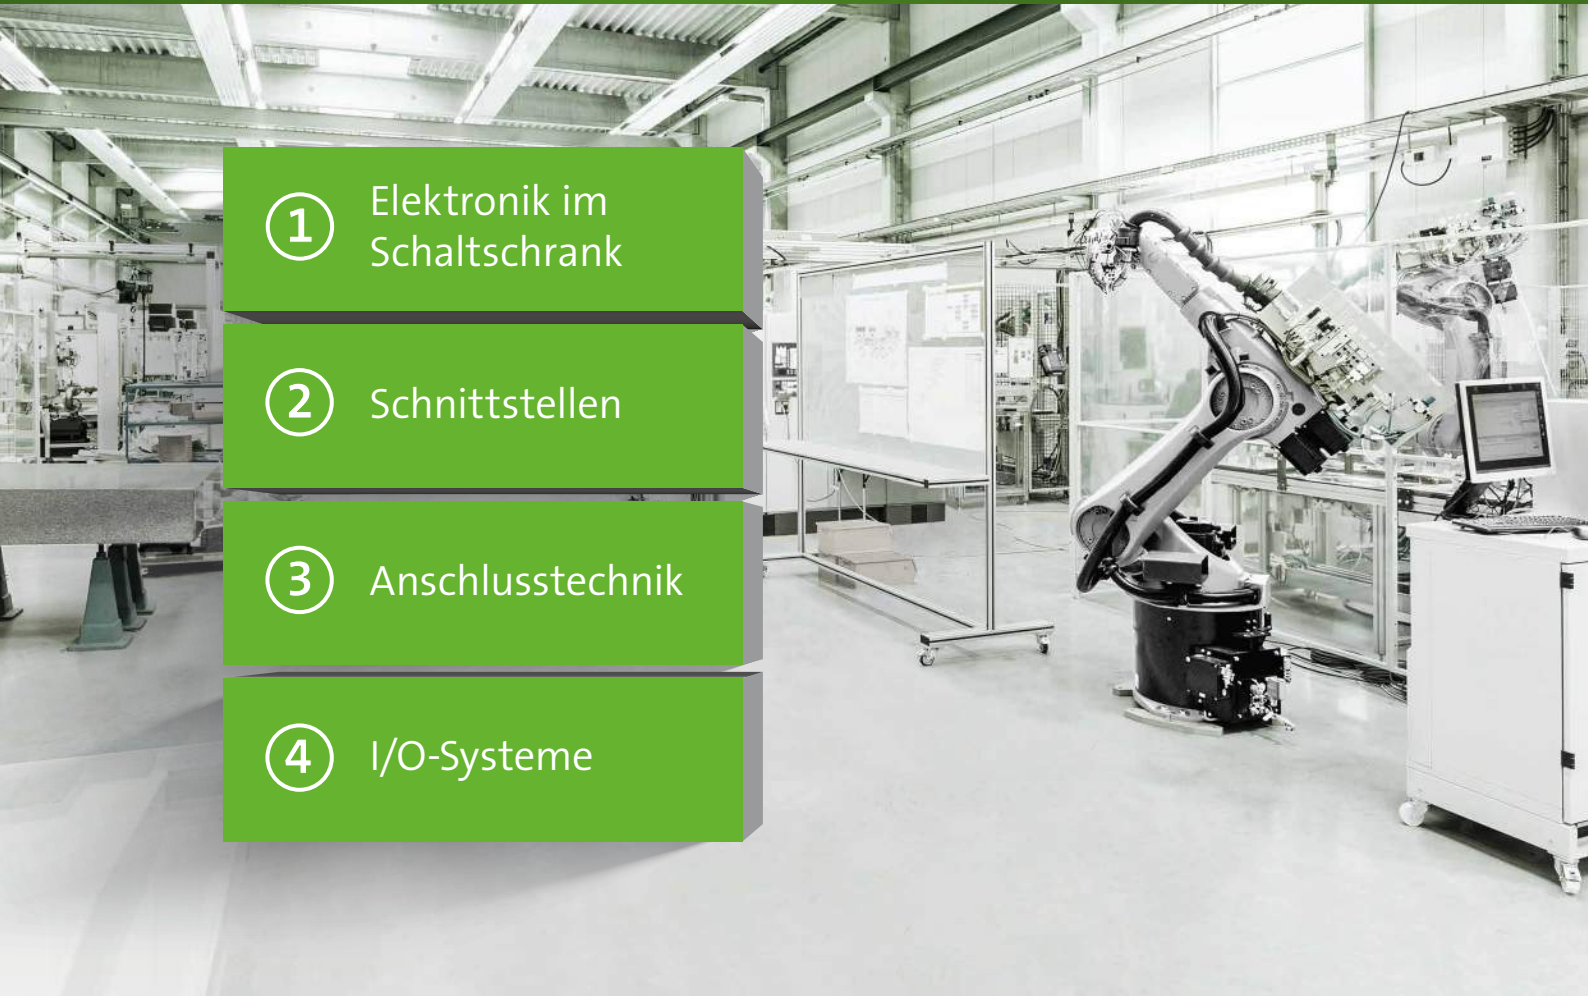 1
Elektronik im
Schaltschrank
2
Schnittstellen
3
Anschlusstechnik
4
I/O-Systeme